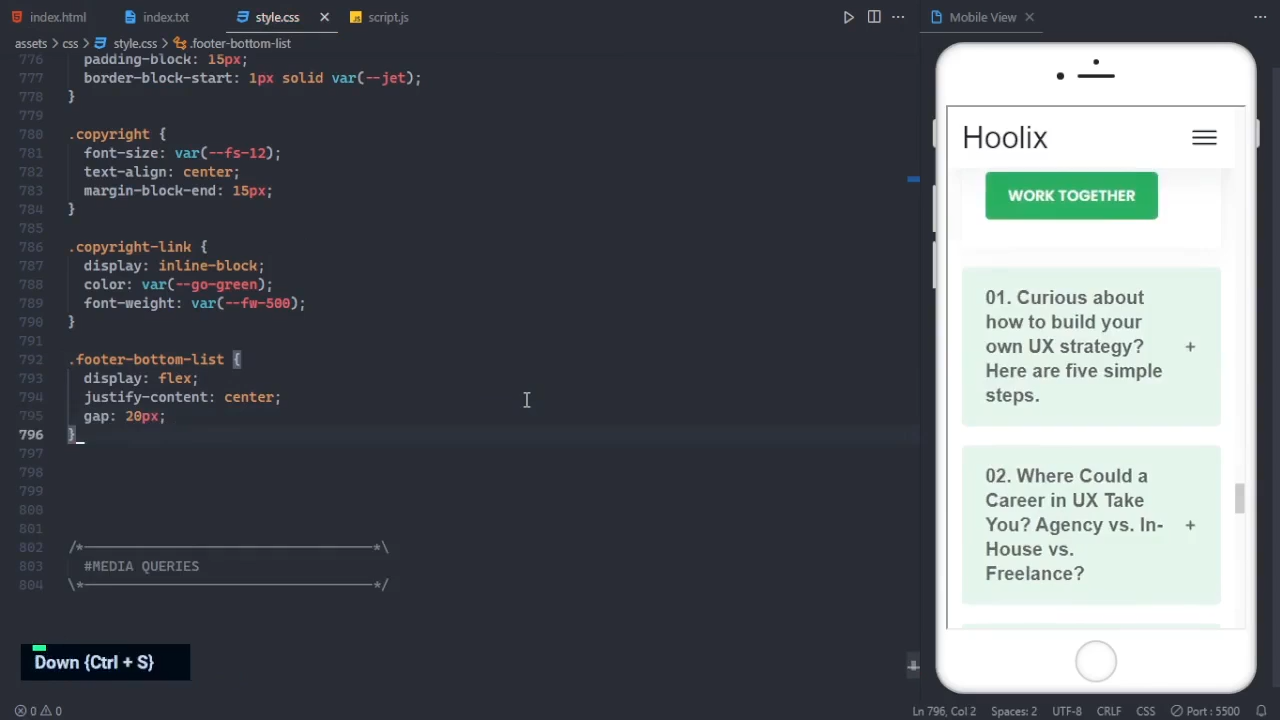 index.html index.txt style.css script.js Mobile View
assets > css > style.css > .footer-bottom-list
776 padding-block: 15px;
777 border-block-start: 1px solid var(--jet);
778 }
779
780 .copyright {
781 font-size: var(--fs-12);
782 text-align: center;
783 margin-block-end: 15px;
784 }
785
786 .copyright-link {
787 display: inline-block;
788 color: var(--go-green);
789 font-weight: var(--fw-500);
790 }
791
792 .footer-bottom-list {
793 display: flex;
794 justify-content: center;
795 gap: 20px;
796 }
797
798
799
800
801
802 /*-----------------------------------*\
803 #MEDIA QUERIES
804 \*-----------------------------------*/
Down {Ctrl + S}
Hoolix
WORK TOGETHER
01. Curious about
how to build your
own UX strategy? +
Here are five simple
steps.
02. Where Could a
Career in UX Take
You? Agency vs. In- +
House vs.
Freelance?
0 0 Ln 796, Col 2 Spaces: 2 UTF-8 CRLF CSS Port : 5500